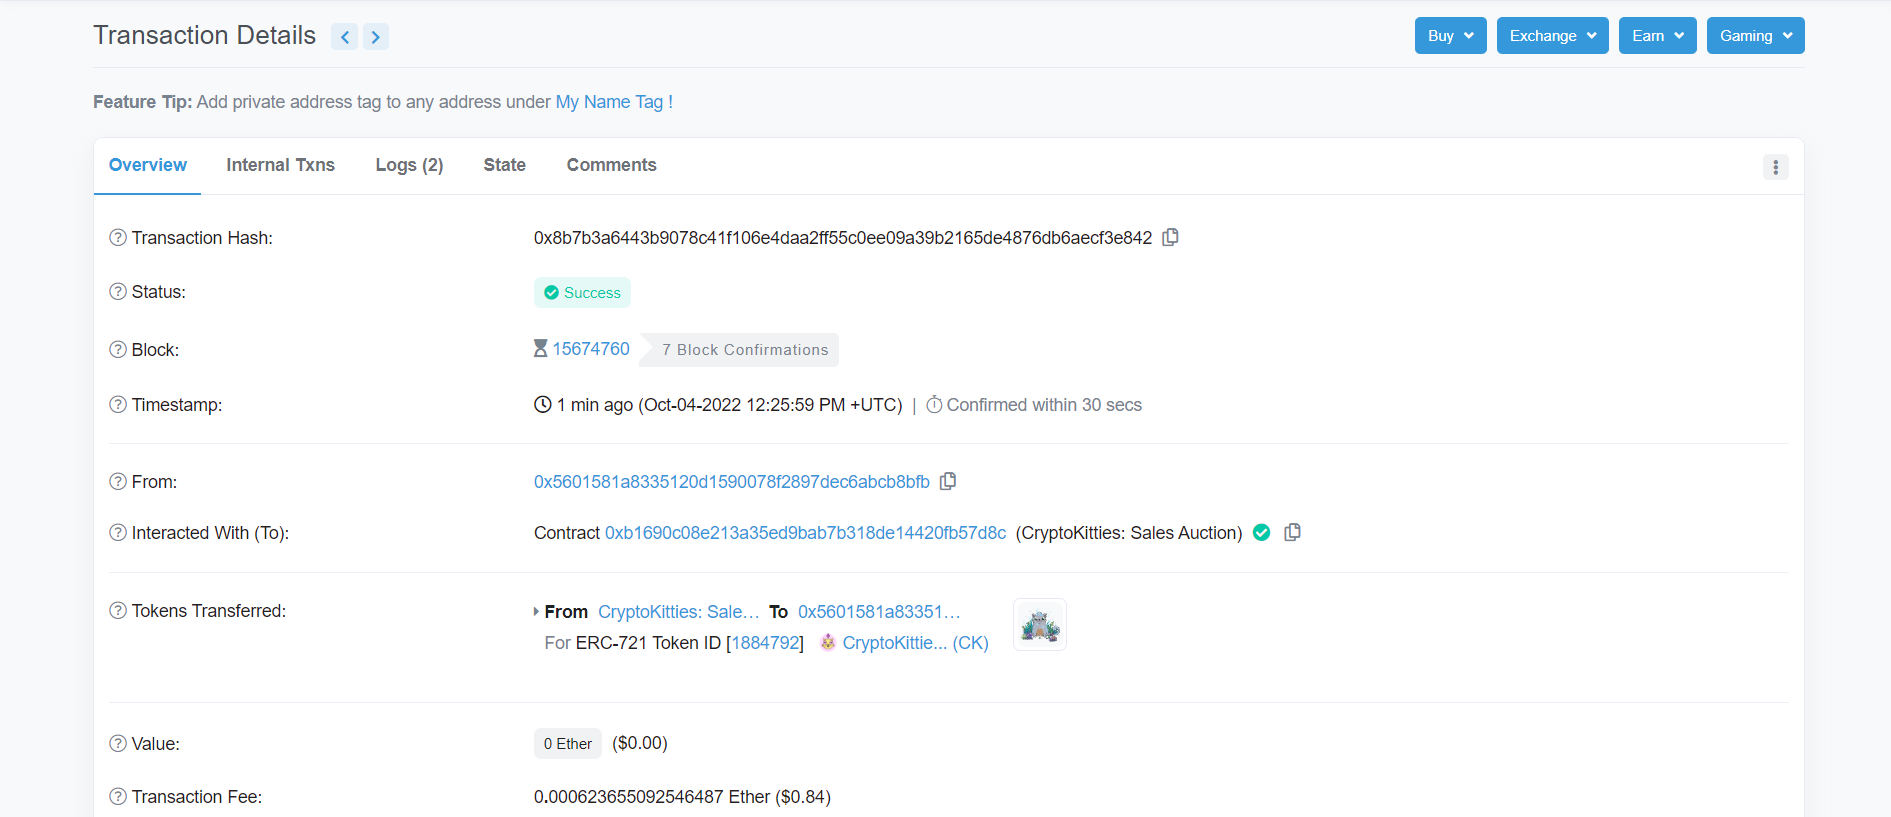 Transaction Details
Buy
Exchange
Earn
Gaming
Feature Tip: Add private address tag to any address under My Name Tag !
Overview
Internal Txns
Logs (2)
State
Comments
Transaction Hash: 0x8b7b3a6443b9078c41f106e4daa2ff55c0ee09a39b2165de4876db6aecf3e842
Status: Success
Block: 15674760 7 Block Confirmations
Timestamp: 1 min ago (Oct-04-2022 12:25:59 PM +UTC) | Confirmed within 30 secs
From: 0x5601581a8335120d1590078f2897dec6abcb8bfb
Interacted With (To): Contract 0xb1690c08e213a35ed9bab7b318de14420fb57d8c (CryptoKitties: Sales Auction)
Tokens Transferred: From CryptoKitties: Sale... To 0x5601581a83351...
For ERC-721 Token ID [1884792] CryptoKittie... (CK)
Value: 0 Ether ($0.00)
Transaction Fee: 0.000623655092546487 Ether ($0.84)